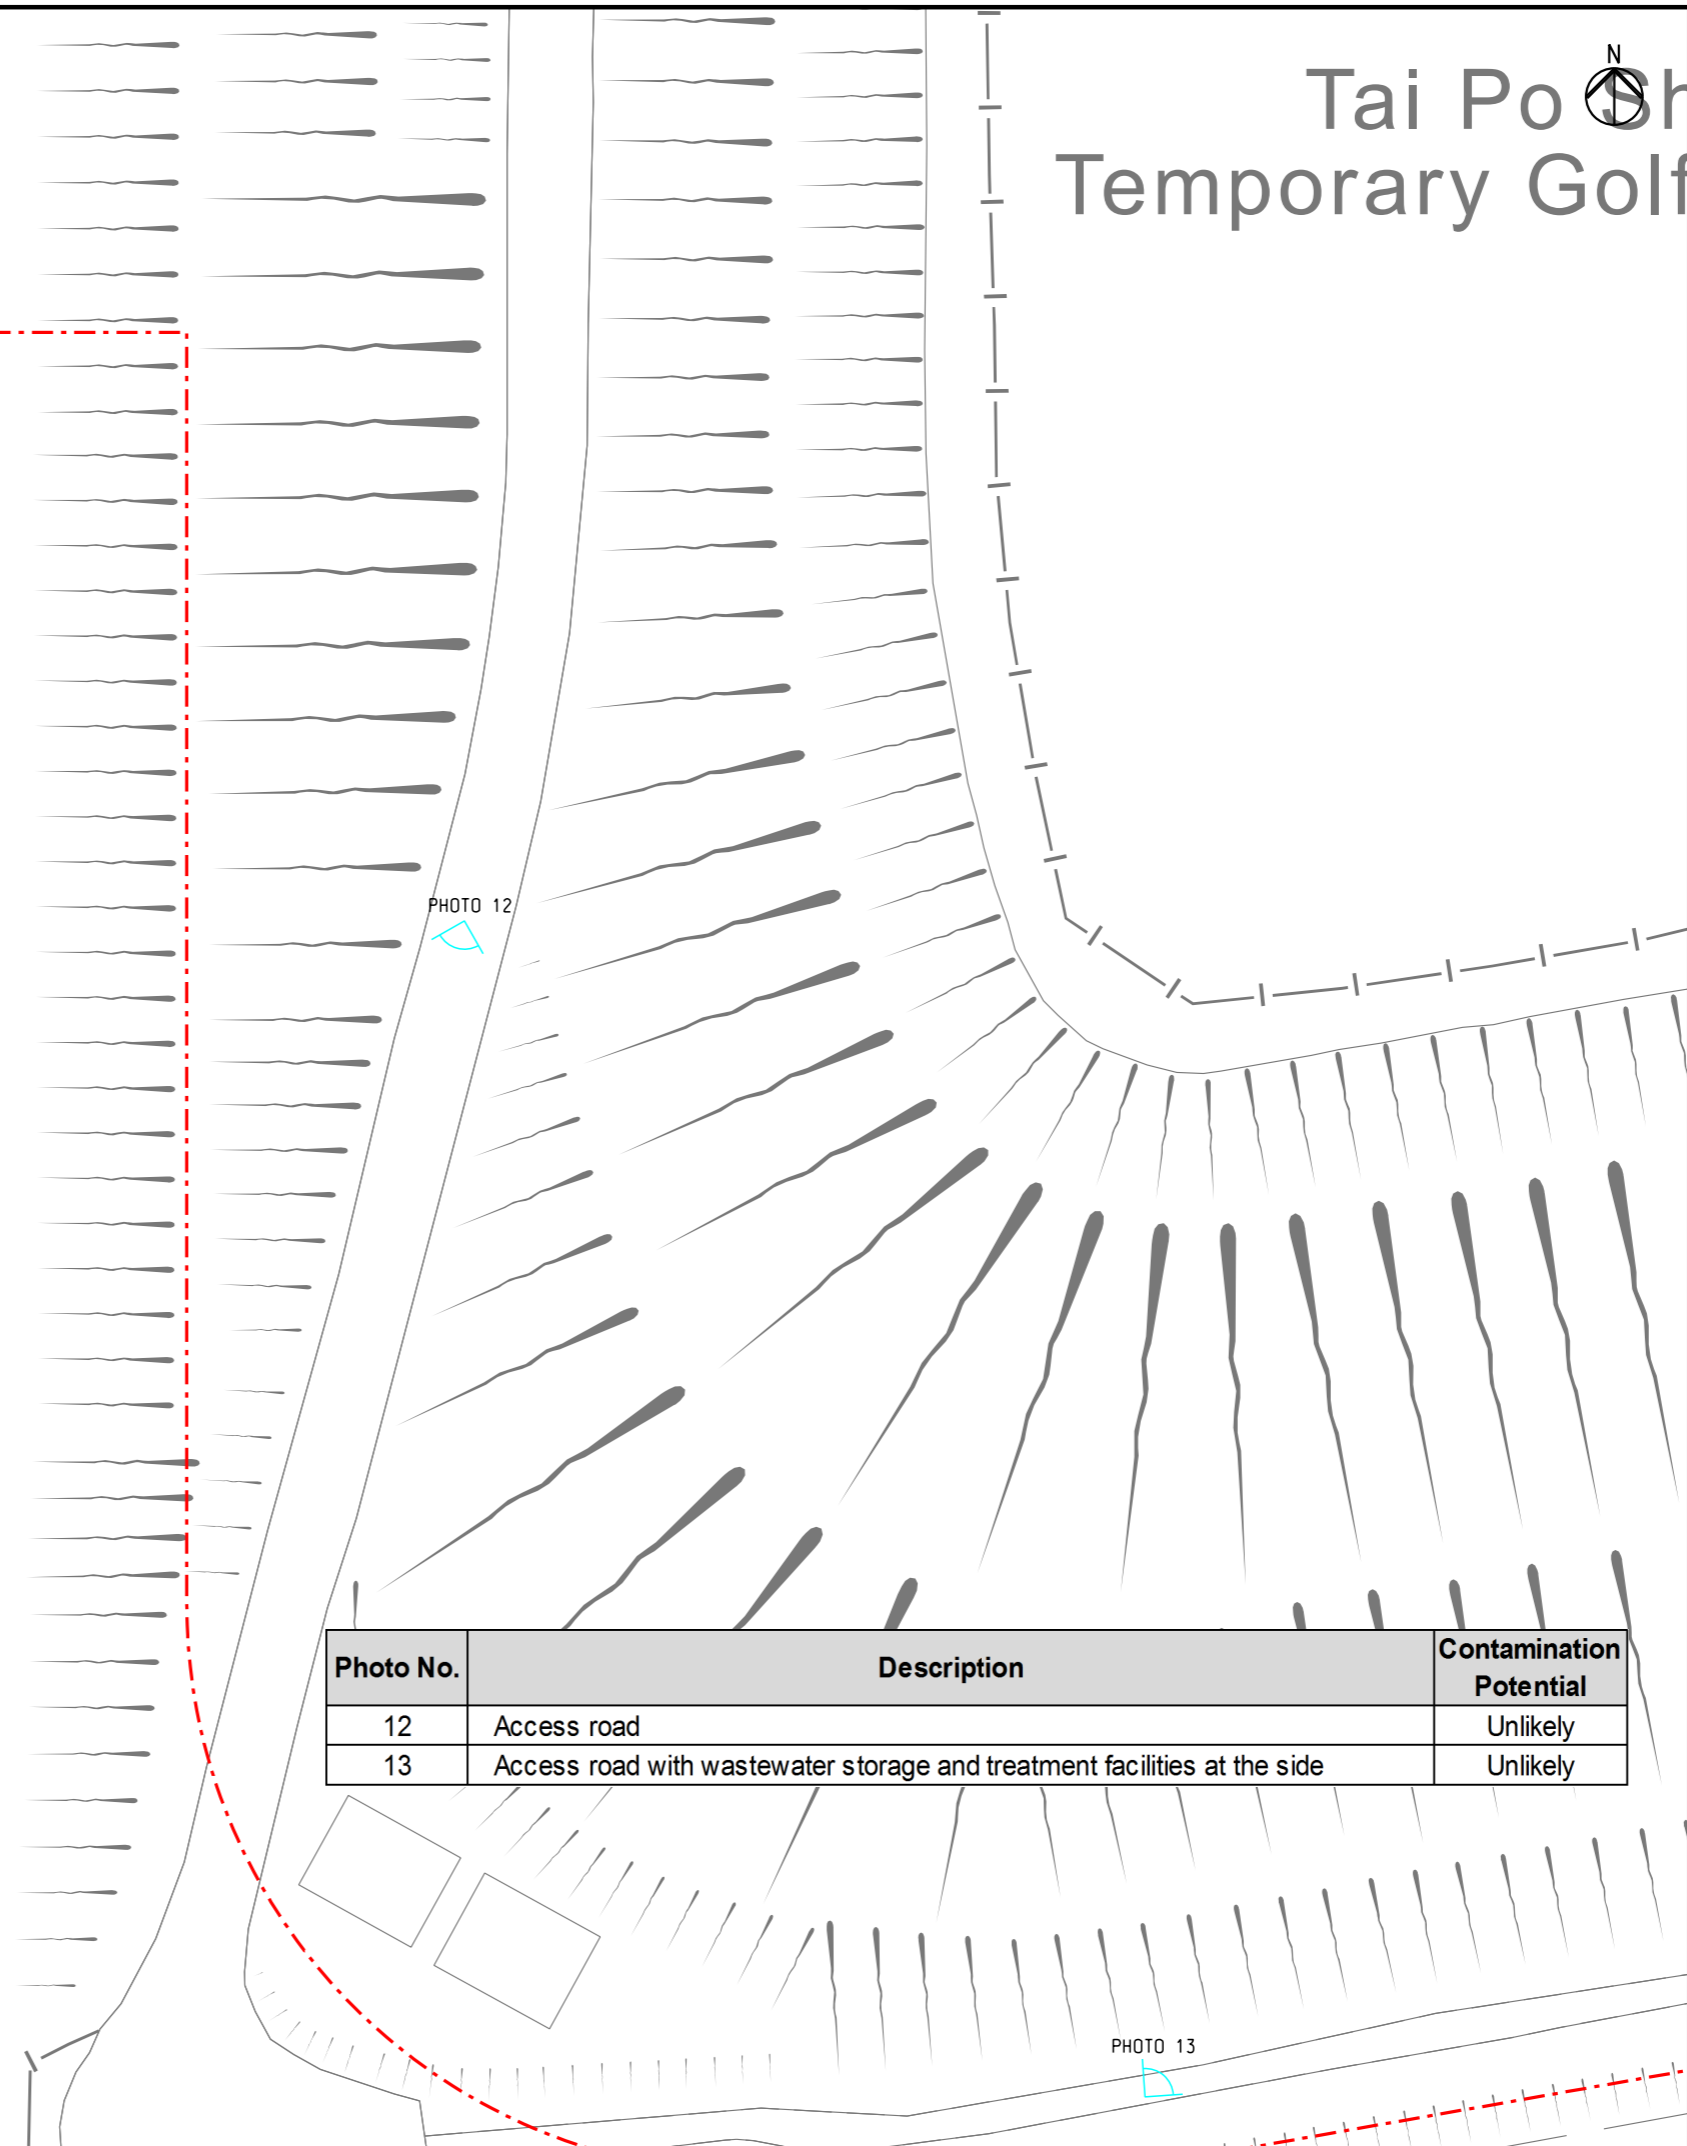 N
Tai Po Sh
Temporary Golf
PHOTO 12
Photo No. Description Contamination Potential
12 Access road Unlikely
13 Access road with wastewater storage and treatment facilities at the side Unlikely
PHOTO 13